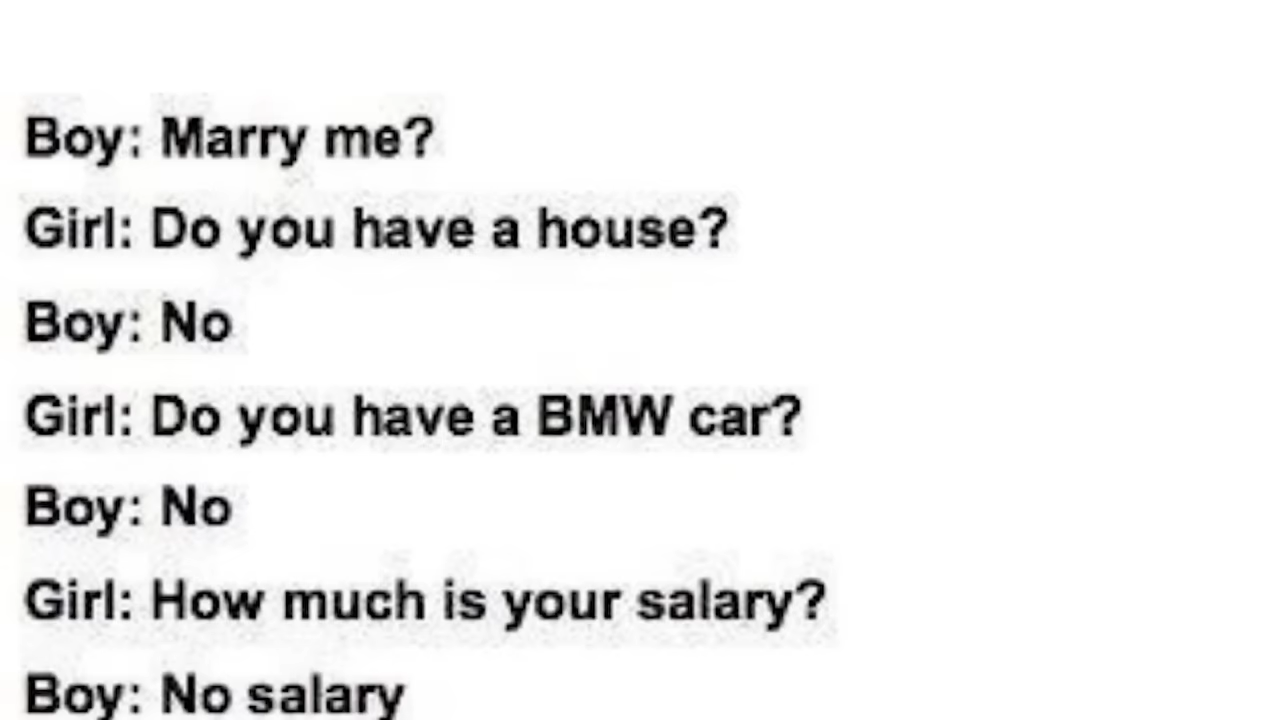 Boy: Marry me?
Girl: Do you have a house?
Boy: No
Girl: Do you have a BMW car?
Boy: No
Girl: How much is your salary?
Boy: No salary